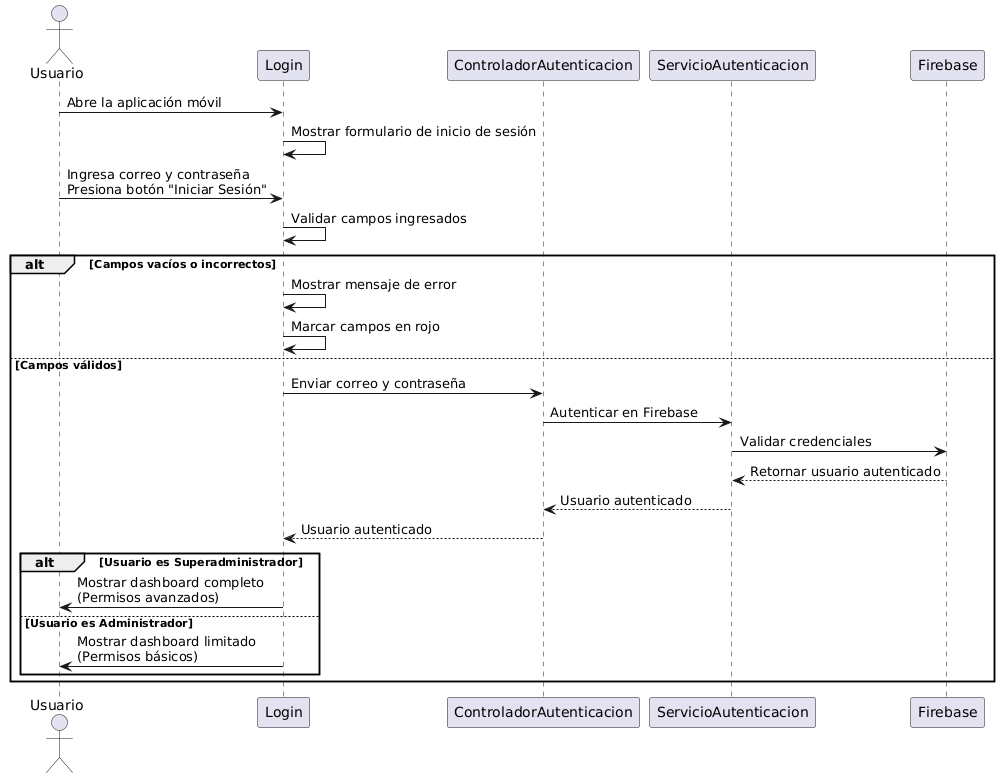 Usuario
Login
ControladorAutenticacion
ServicioAutenticacion
Firebase
Abre la aplicación móvil
Mostrar formulario de inicio de sesión
Ingresa correo y contraseña
Presiona botón "Iniciar Sesión"
Validar campos ingresados
alt [Campos vacíos o incorrectos]
Mostrar mensaje de error
Marcar campos en rojo
[Campos válidos]
Enviar correo y contraseña
Autenticar en Firebase
Validar credenciales
Retornar usuario autenticado
Usuario autenticado
Usuario autenticado
alt [Usuario es Superadministrador]
Mostrar dashboard completo
(Permisos avanzados)
[Usuario es Administrador]
Mostrar dashboard limitado
(Permisos básicos)
Usuario
Login
ControladorAutenticacion
ServicioAutenticacion
Firebase